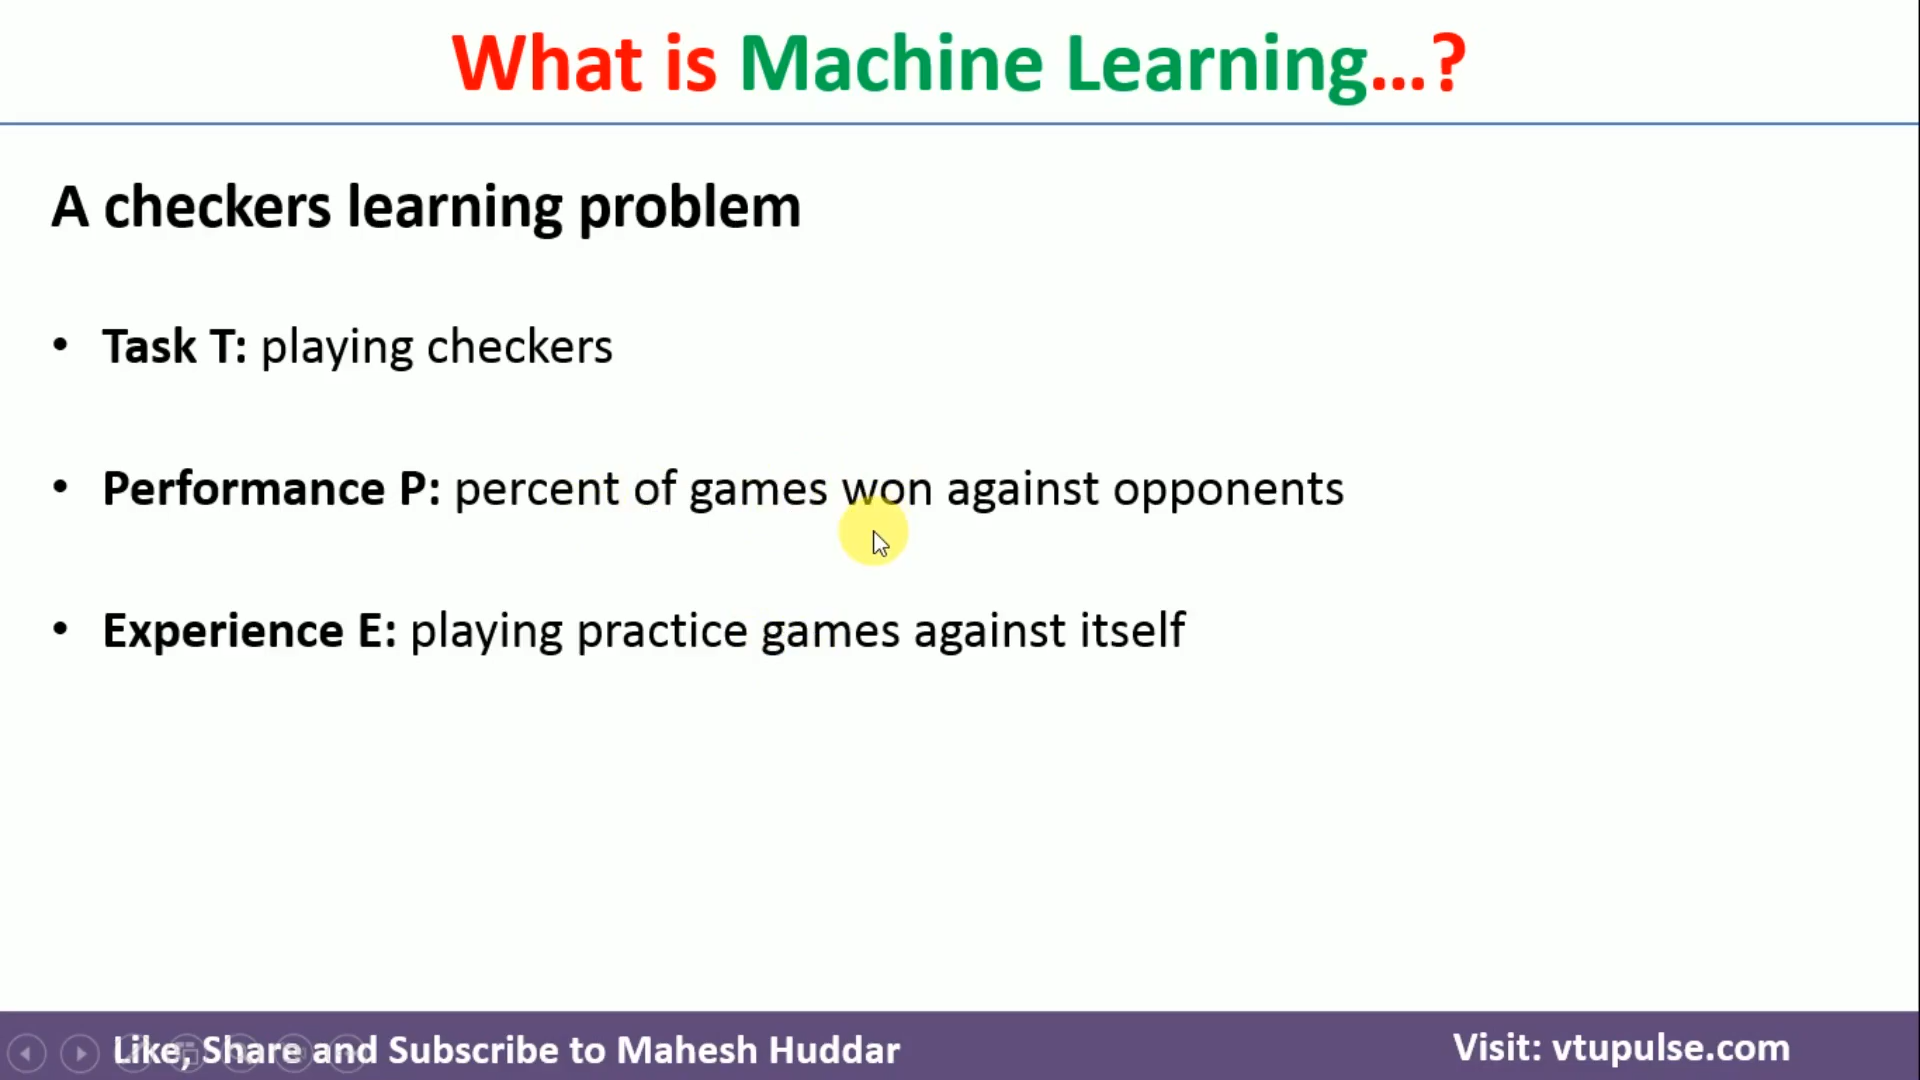 What is Machine Learning...?
A checkers learning problem
• Task T: playing checkers
• Performance P: percent of games won against opponents
• Experience E: playing practice games against itself
Like, Share and Subscribe to Mahesh Huddar
Visit: vtupulse.com